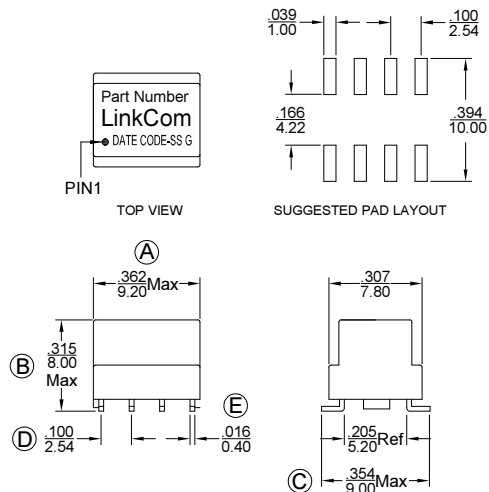 .039
1.00
.100
2.54
Part Number
LinkCom
DATE CODE-SS G
PIN1
.166
4.22
.394
10.00
TOP VIEW
SUGGESTED PAD LAYOUT
A
.362
9.20 Max
.307
7.80
B
.315
8.00
Max
D
.100
2.54
E
.016
0.40
.205
5.20 Ref
C
.354
9.00 Max